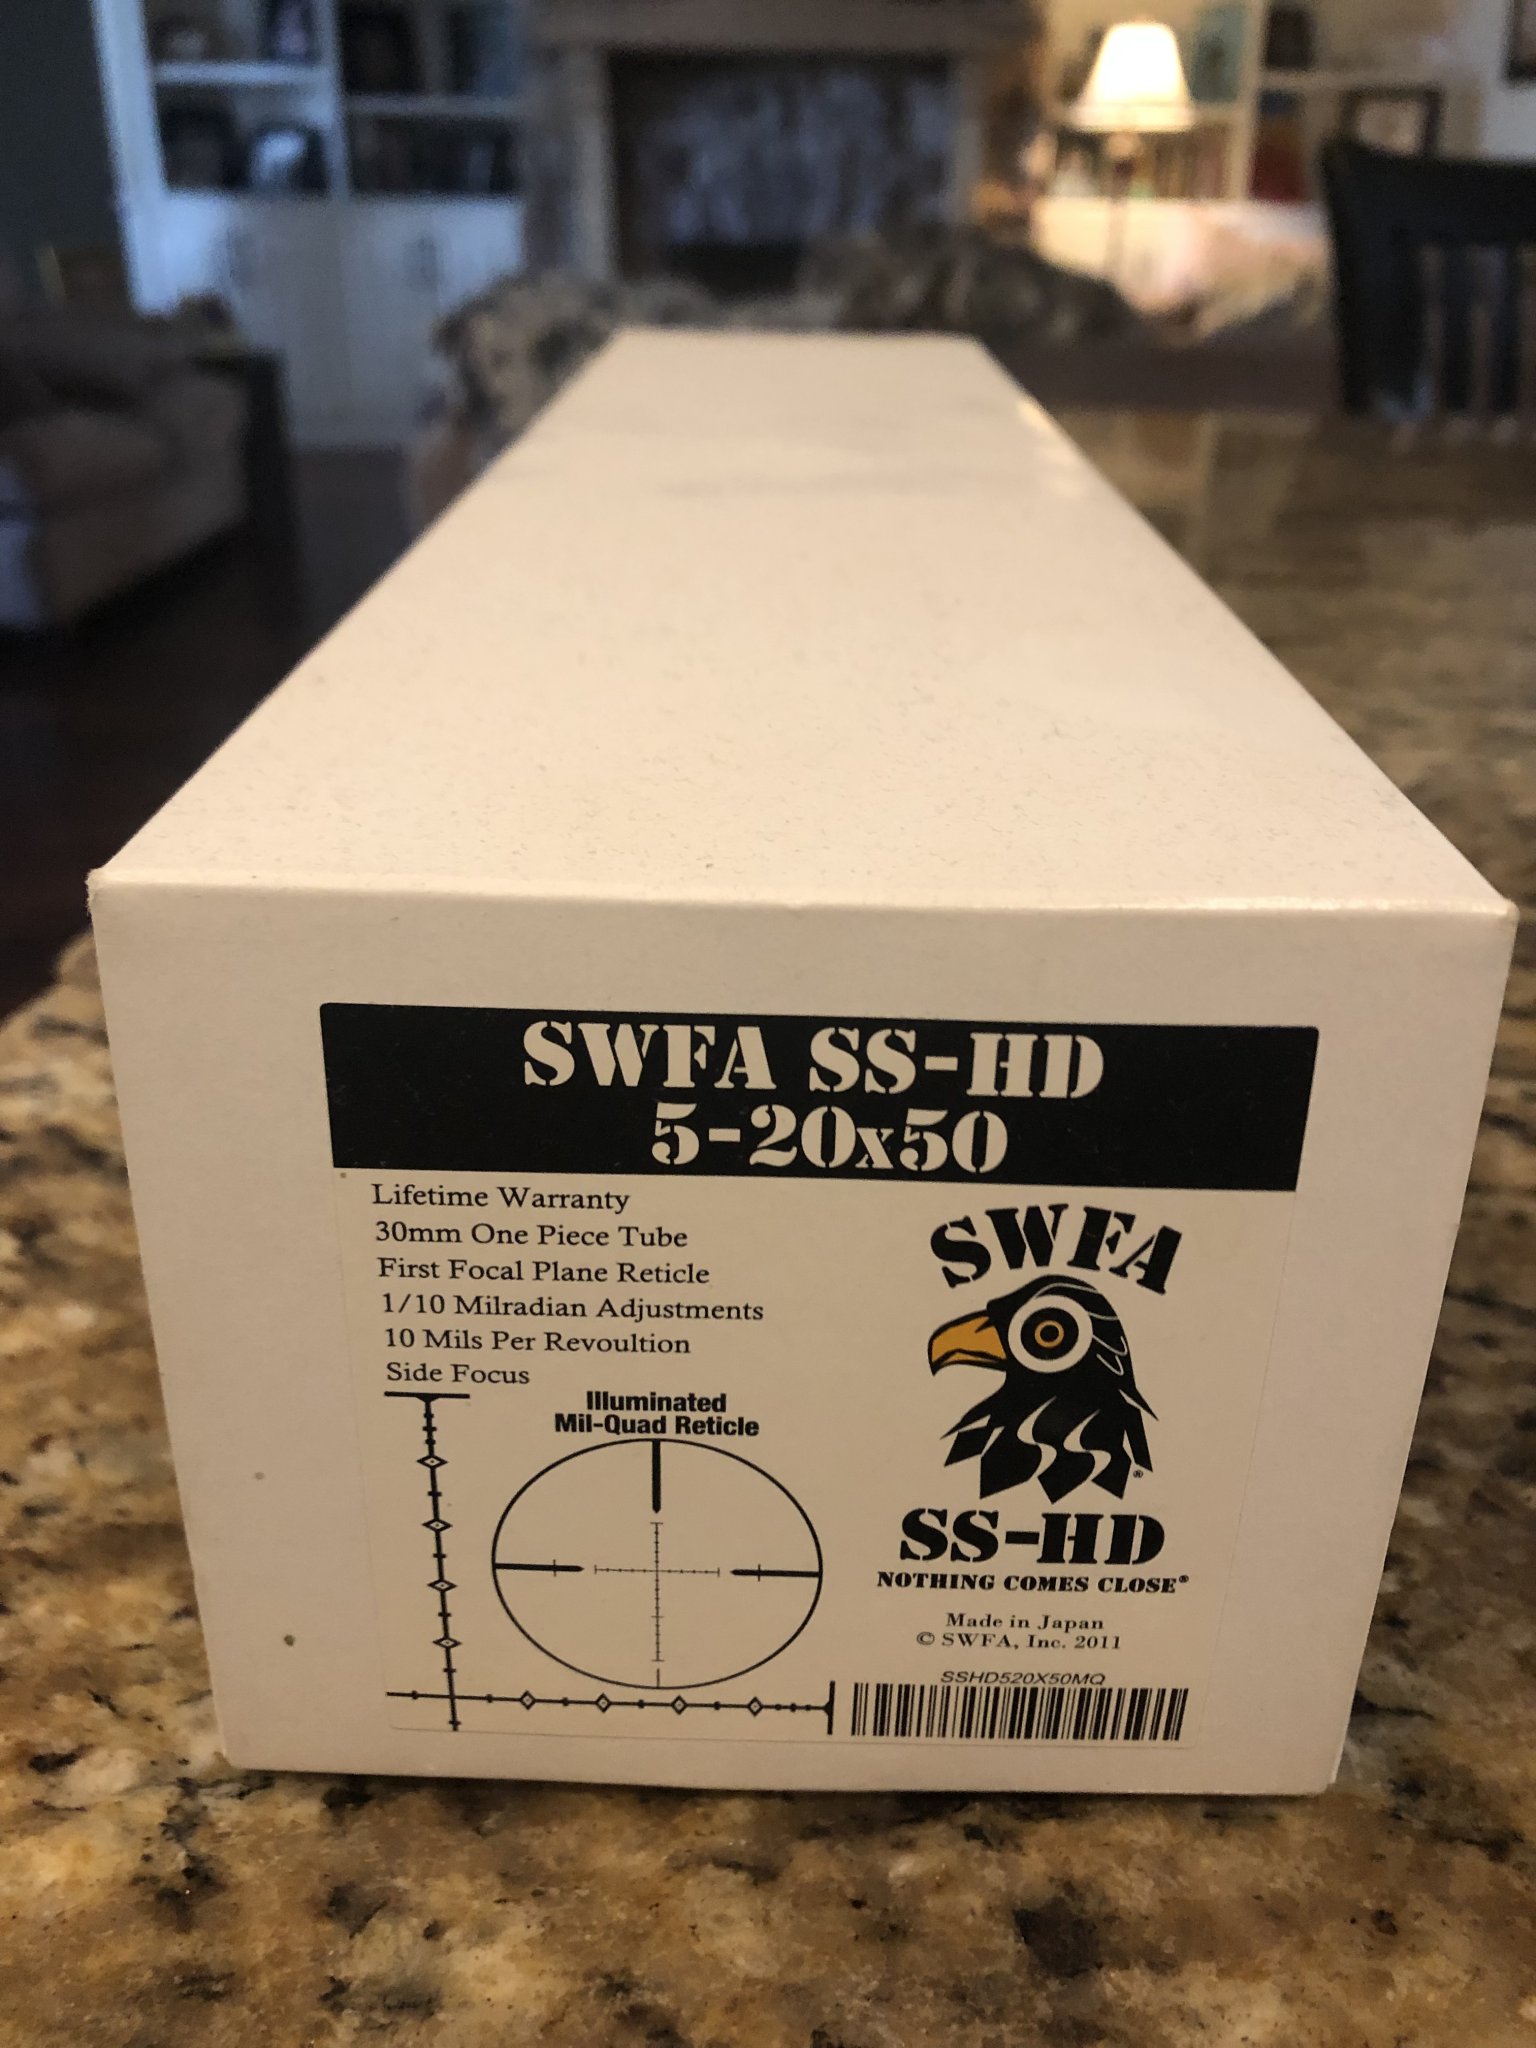 SWFA SS-HD
5-20x50
Lifetime Warranty
30mm One Piece Tube
First Focal Plane Reticle
1/10 Milradian Adjustments
10 Mils Per Revoultion
Side Focus
Illuminated
Mil-Quad Reticle
SWFA
SS
®
SS-HD
NOTHING COMES CLOSE®
Made in Japan
© SWFA, Inc. 2011
SSHD520X50MQ